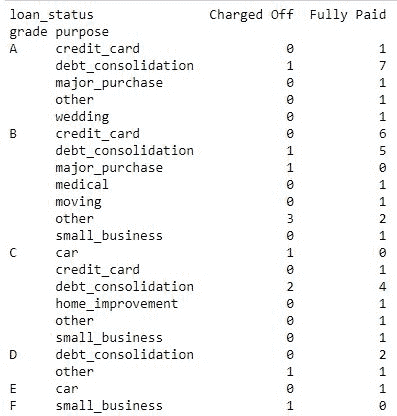 loan_status Charged Off Fully Paid
grade purpose
A credit_card 0 1
debt_consolidation 1 7
major_purchase 0 1
other 0 1
wedding 0 1
B credit_card 0 6
debt_consolidation 1 5
major_purchase 1 0
medical 0 1
moving 0 1
other 3 2
small_business 0 1
C car 1 0
credit_card 0 1
debt_consolidation 2 4
home_improvement 0 1
other 0 1
small_business 0 1
D debt_consolidation 0 2
other 1 1
E car 0 1
F small_business 1 0